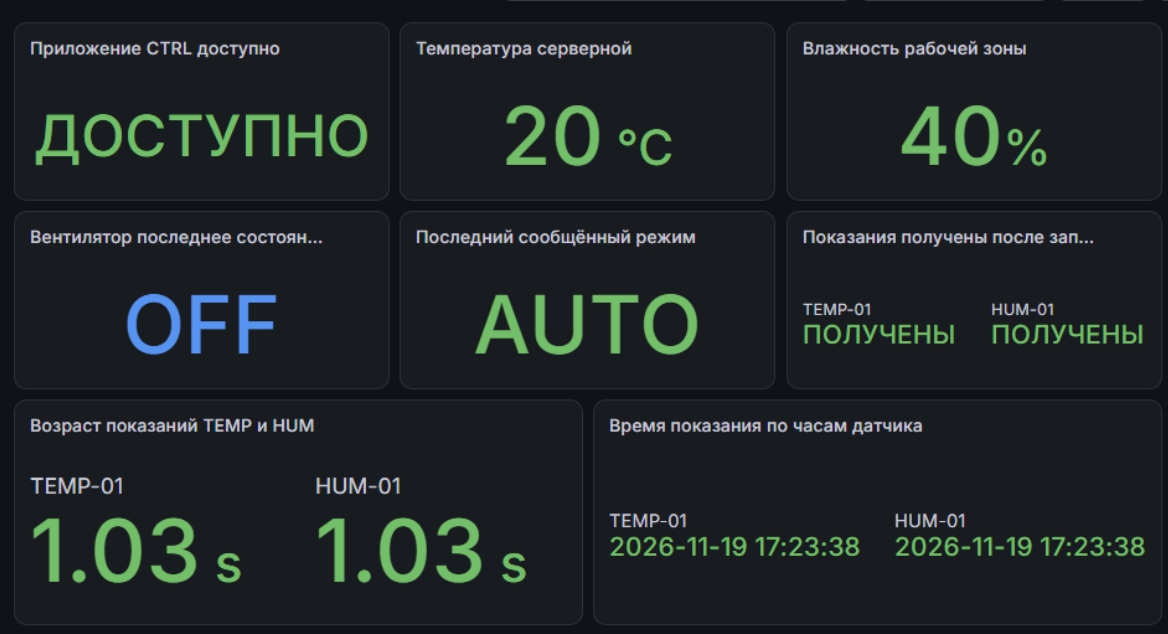 Приложение CTRL доступно
ДОСТУПНО
Температура серверной
20 °C
Влажность рабочей зоны
40%
Вентилятор последнее состоян...
OFF
Последний сообщённый режим
AUTO
Показания получены после зап...
TEMP-01
ПОЛУЧЕНЫ
HUM-01
ПОЛУЧЕНЫ
Возраст показаний TEMP и HUM
TEMP-01
1.03 s
HUM-01
1.03 s
Время показания по часам датчика
TEMP-01
2026-11-19 17:23:38
HUM-01
2026-11-19 17:23:38